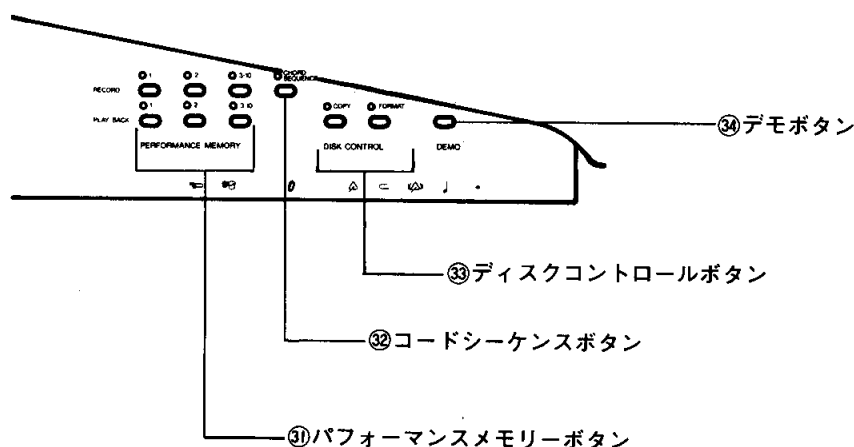 1 2 3-10 CHORD SEQUENCE
RECORD
1 2 3-10 COPY FORMAT
PLAY BACK
PERFORMANCE MEMORY DISK CONTROL DEMO
㉞デモボタン
㉝ディスクコントロールボタン
㉜コードシーケンスボタン
㉛パフォーマンスメモリーボタン